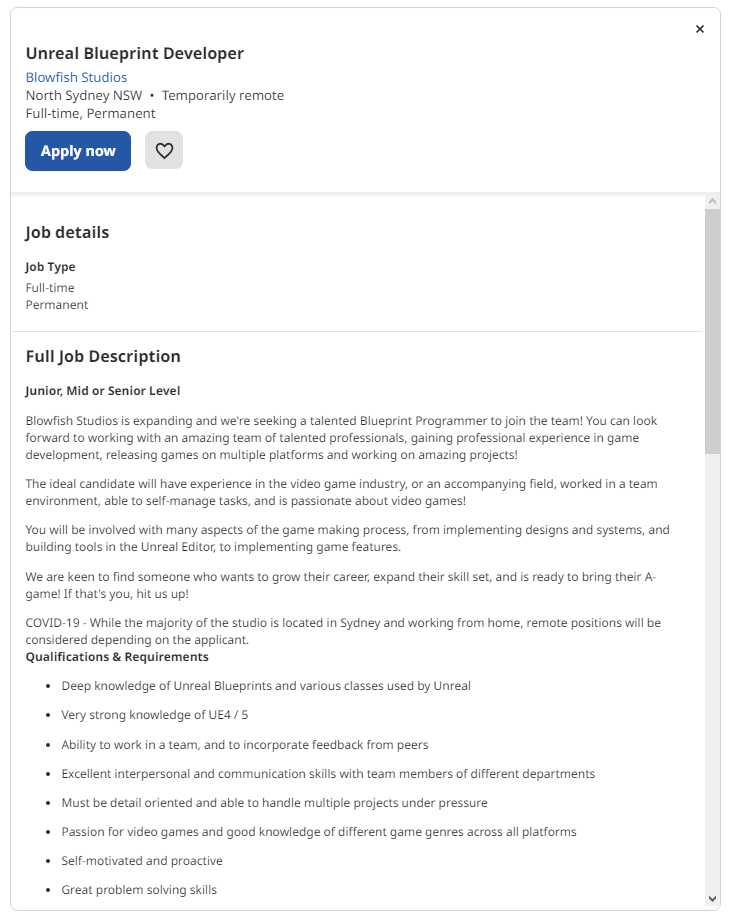 ×
Unreal Blueprint Developer
Blowfish Studios
North Sydney NSW • Temporarily remote
Full-time, Permanent
Apply now
Job details
Job Type
Full-time
Permanent
Full Job Description
Junior, Mid or Senior Level
Blowfish Studios is expanding and we're seeking a talented Blueprint Programmer to join the team! You can look
forward to working with an amazing team of talented professionals, gaining professional experience in game
development, releasing games on multiple platforms and working on amazing projects!
The ideal candidate will have experience in the video game industry, or an accompanying field, worked in a team
environment, able to self-manage tasks, and is passionate about video games!
You will be involved with many aspects of the game making process, from implementing designs and systems, and
building tools in the Unreal Editor, to implementing game features.
We are keen to find someone who wants to grow their career, expand their skill set, and is ready to bring their A-
game! If that's you, hit us up!
COVID-19 - While the majority of the studio is located in Sydney and working from home, remote positions will be
considered depending on the applicant.
Qualifications & Requirements
• Deep knowledge of Unreal Blueprints and various classes used by Unreal
• Very strong knowledge of UE4 / 5
• Ability to work in a team, and to incorporate feedback from peers
• Excellent interpersonal and communication skills with team members of different departments
• Must be detail oriented and able to handle multiple projects under pressure
• Passion for video games and good knowledge of different game genres across all platforms
• Self-motivated and proactive
• Great problem solving skills